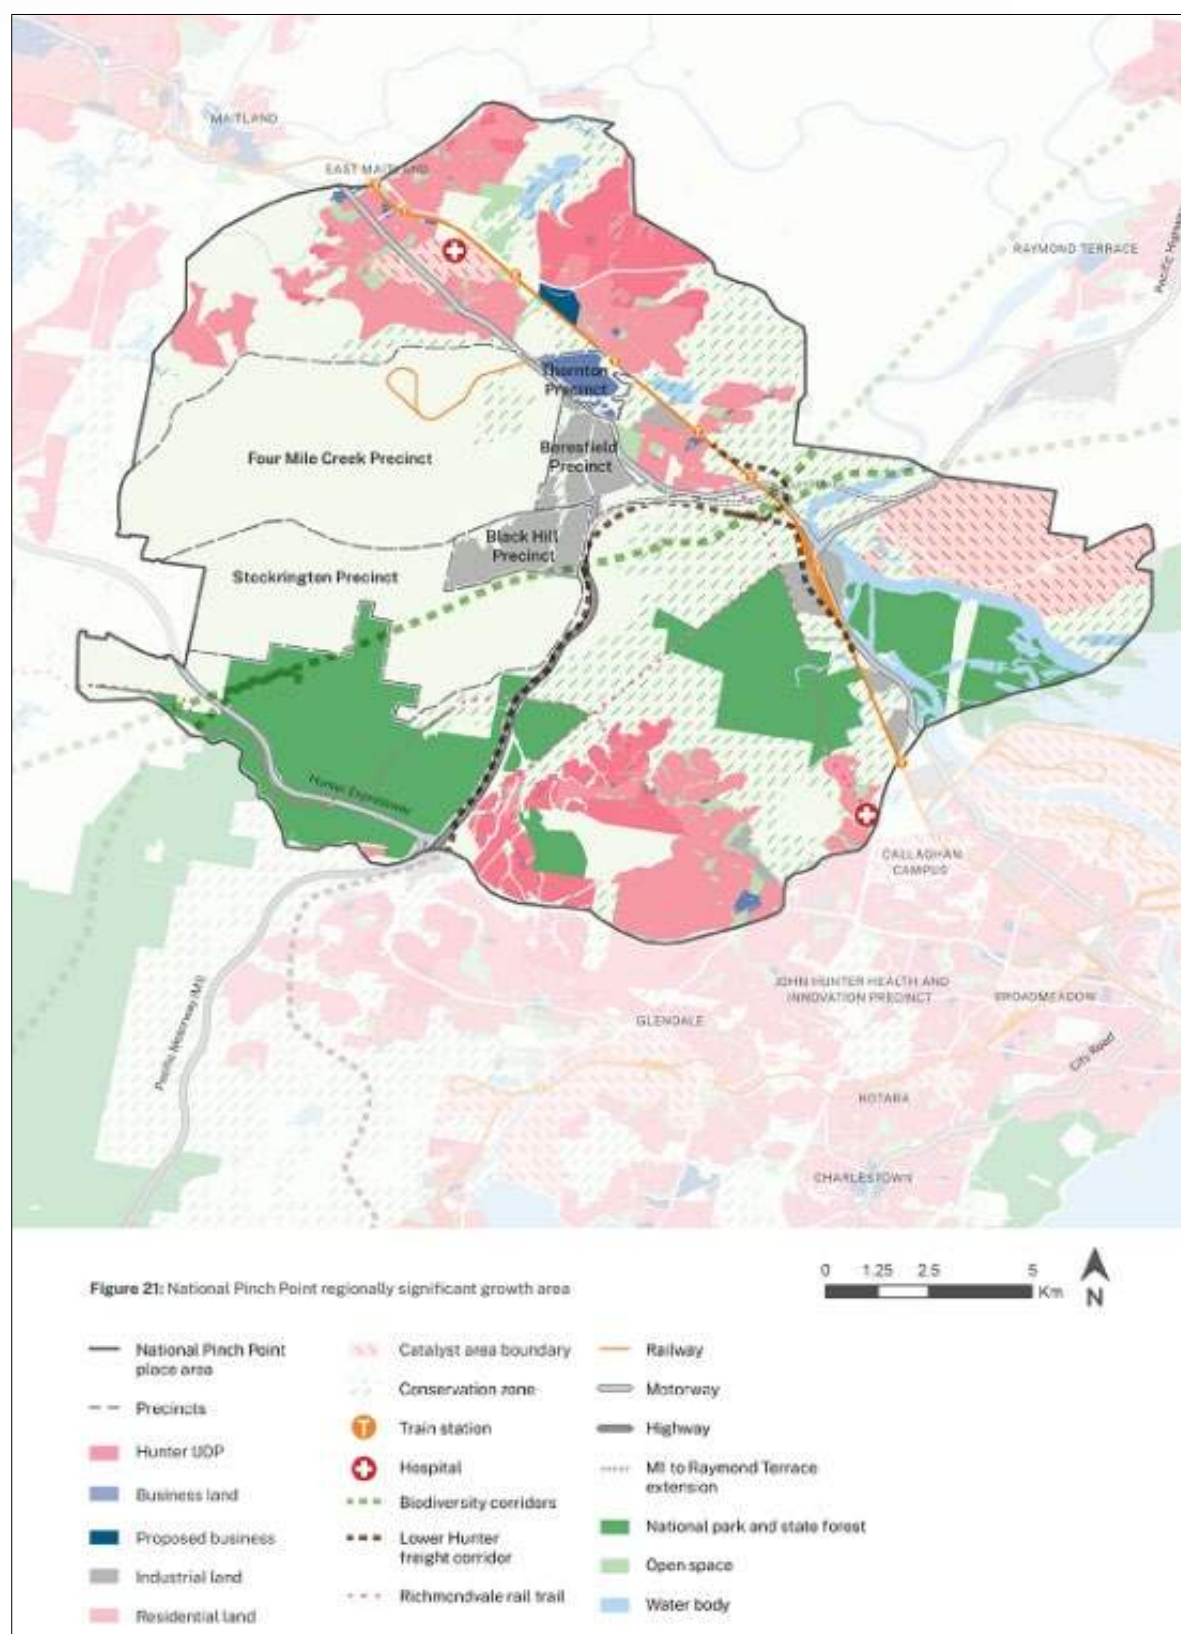 MAITLAND
EAST MAITLAND
RAYMOND TERRACE
Pacific Highway
Thornton
Precinct
Beresfield
Precinct
Four Mile Creek Precinct
Black Hill
Precinct
Stockrington Precinct
Hunter Expressway
CALLAGHAN
CAMPUS
Pacific Motorway (M1)
JOHN HUNTER HEALTH AND
INNOVATION PRECINCT
BROADMEADOW
GLENDALE
City Road
KOTARA
CHARLESTOWN
Figure 21: National Pinch Point regionally significant growth area
0 1.25 2.5 5
Km
N
National Pinch Point
place area
Precincts
Hunter UDP
Business land
Proposed business
Industrial land
Residential land
Catalyst area boundary
Conservation zone
T
Train station
Hospital
Biodiversity corridors
Lower Hunter
freight corridor
Richmondvale rail trail
Railway
Motorway
Highway
M1 to Raymond Terrace
extension
National park and state forest
Open space
Water body